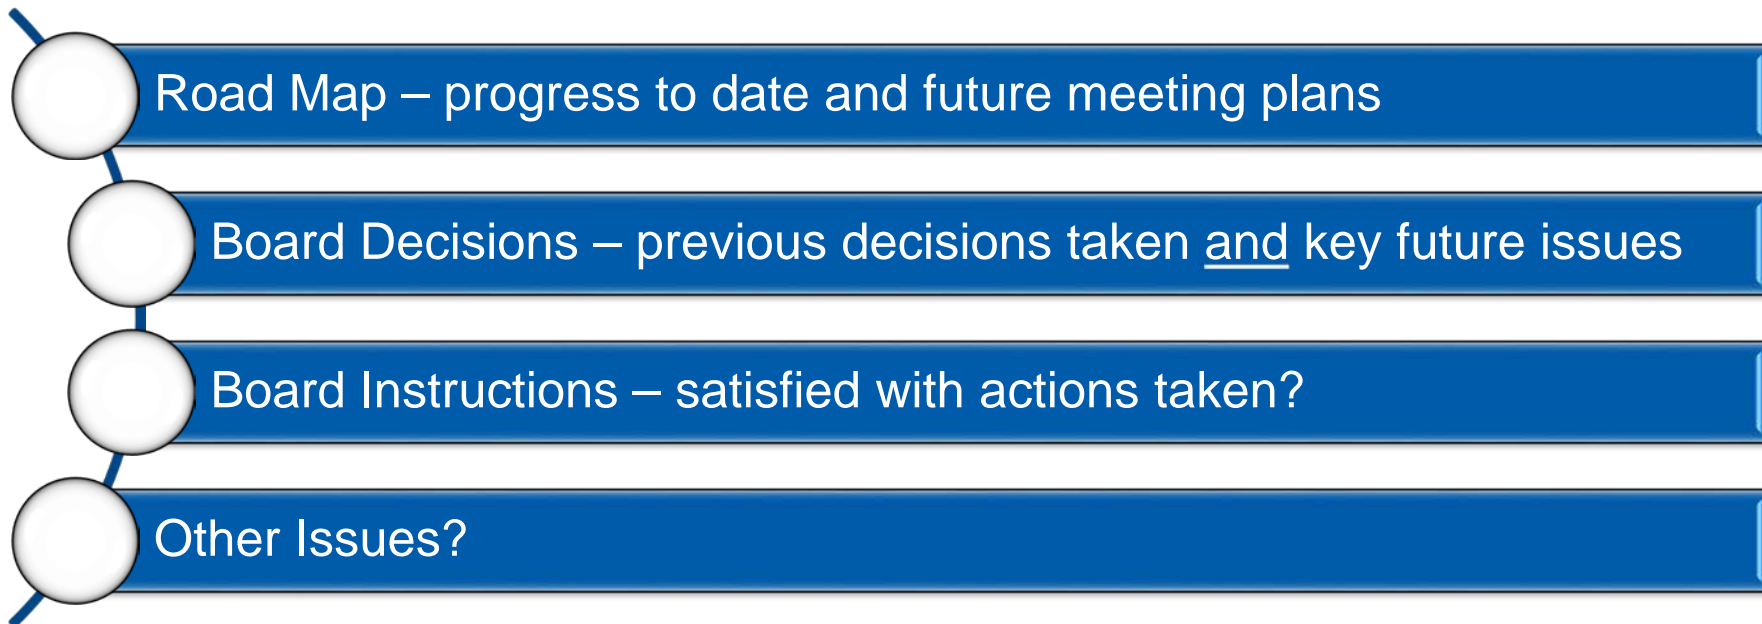 Road Map – progress to date and future meeting plans
Board Decisions – previous decisions taken and key future issues
Board Instructions – satisfied with actions taken?
Other Issues?